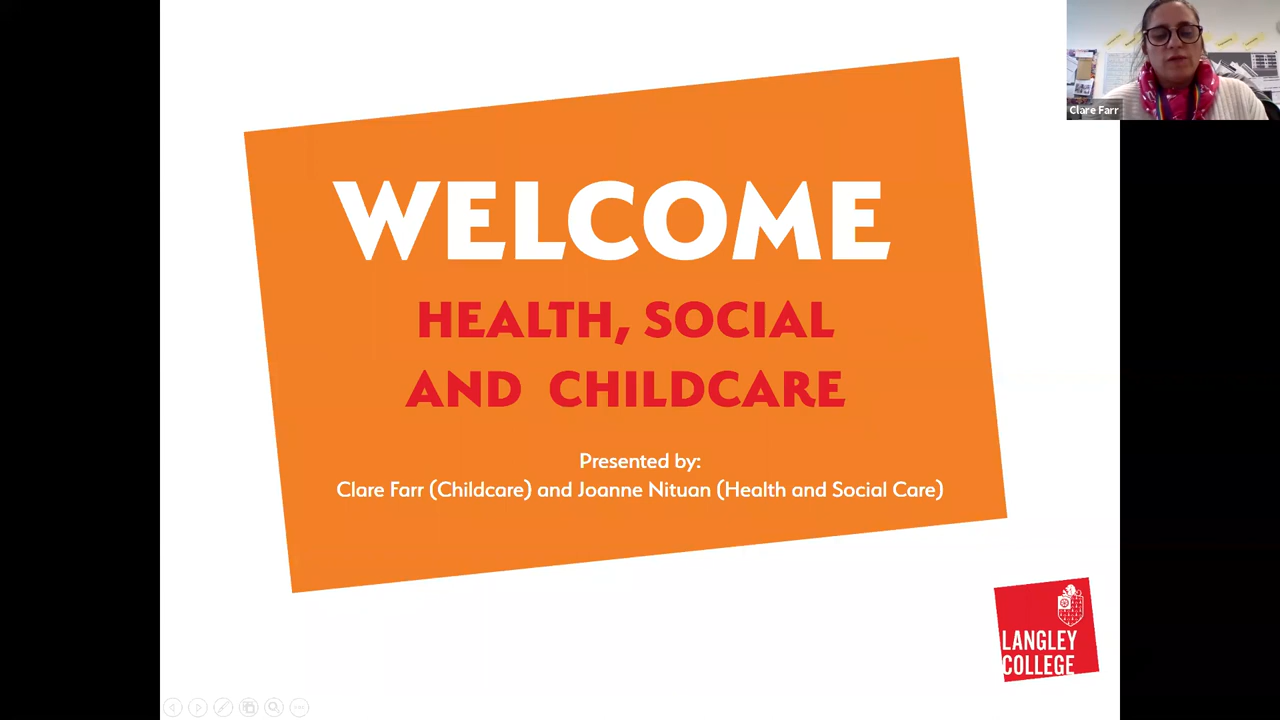 Clare Farr
WELCOME
HEALTH, SOCIAL
AND CHILDCARE
Presented by:
Clare Farr (Childcare) and Joanne Nituan (Health and Social Care)
LANGLEY
COLLEGE